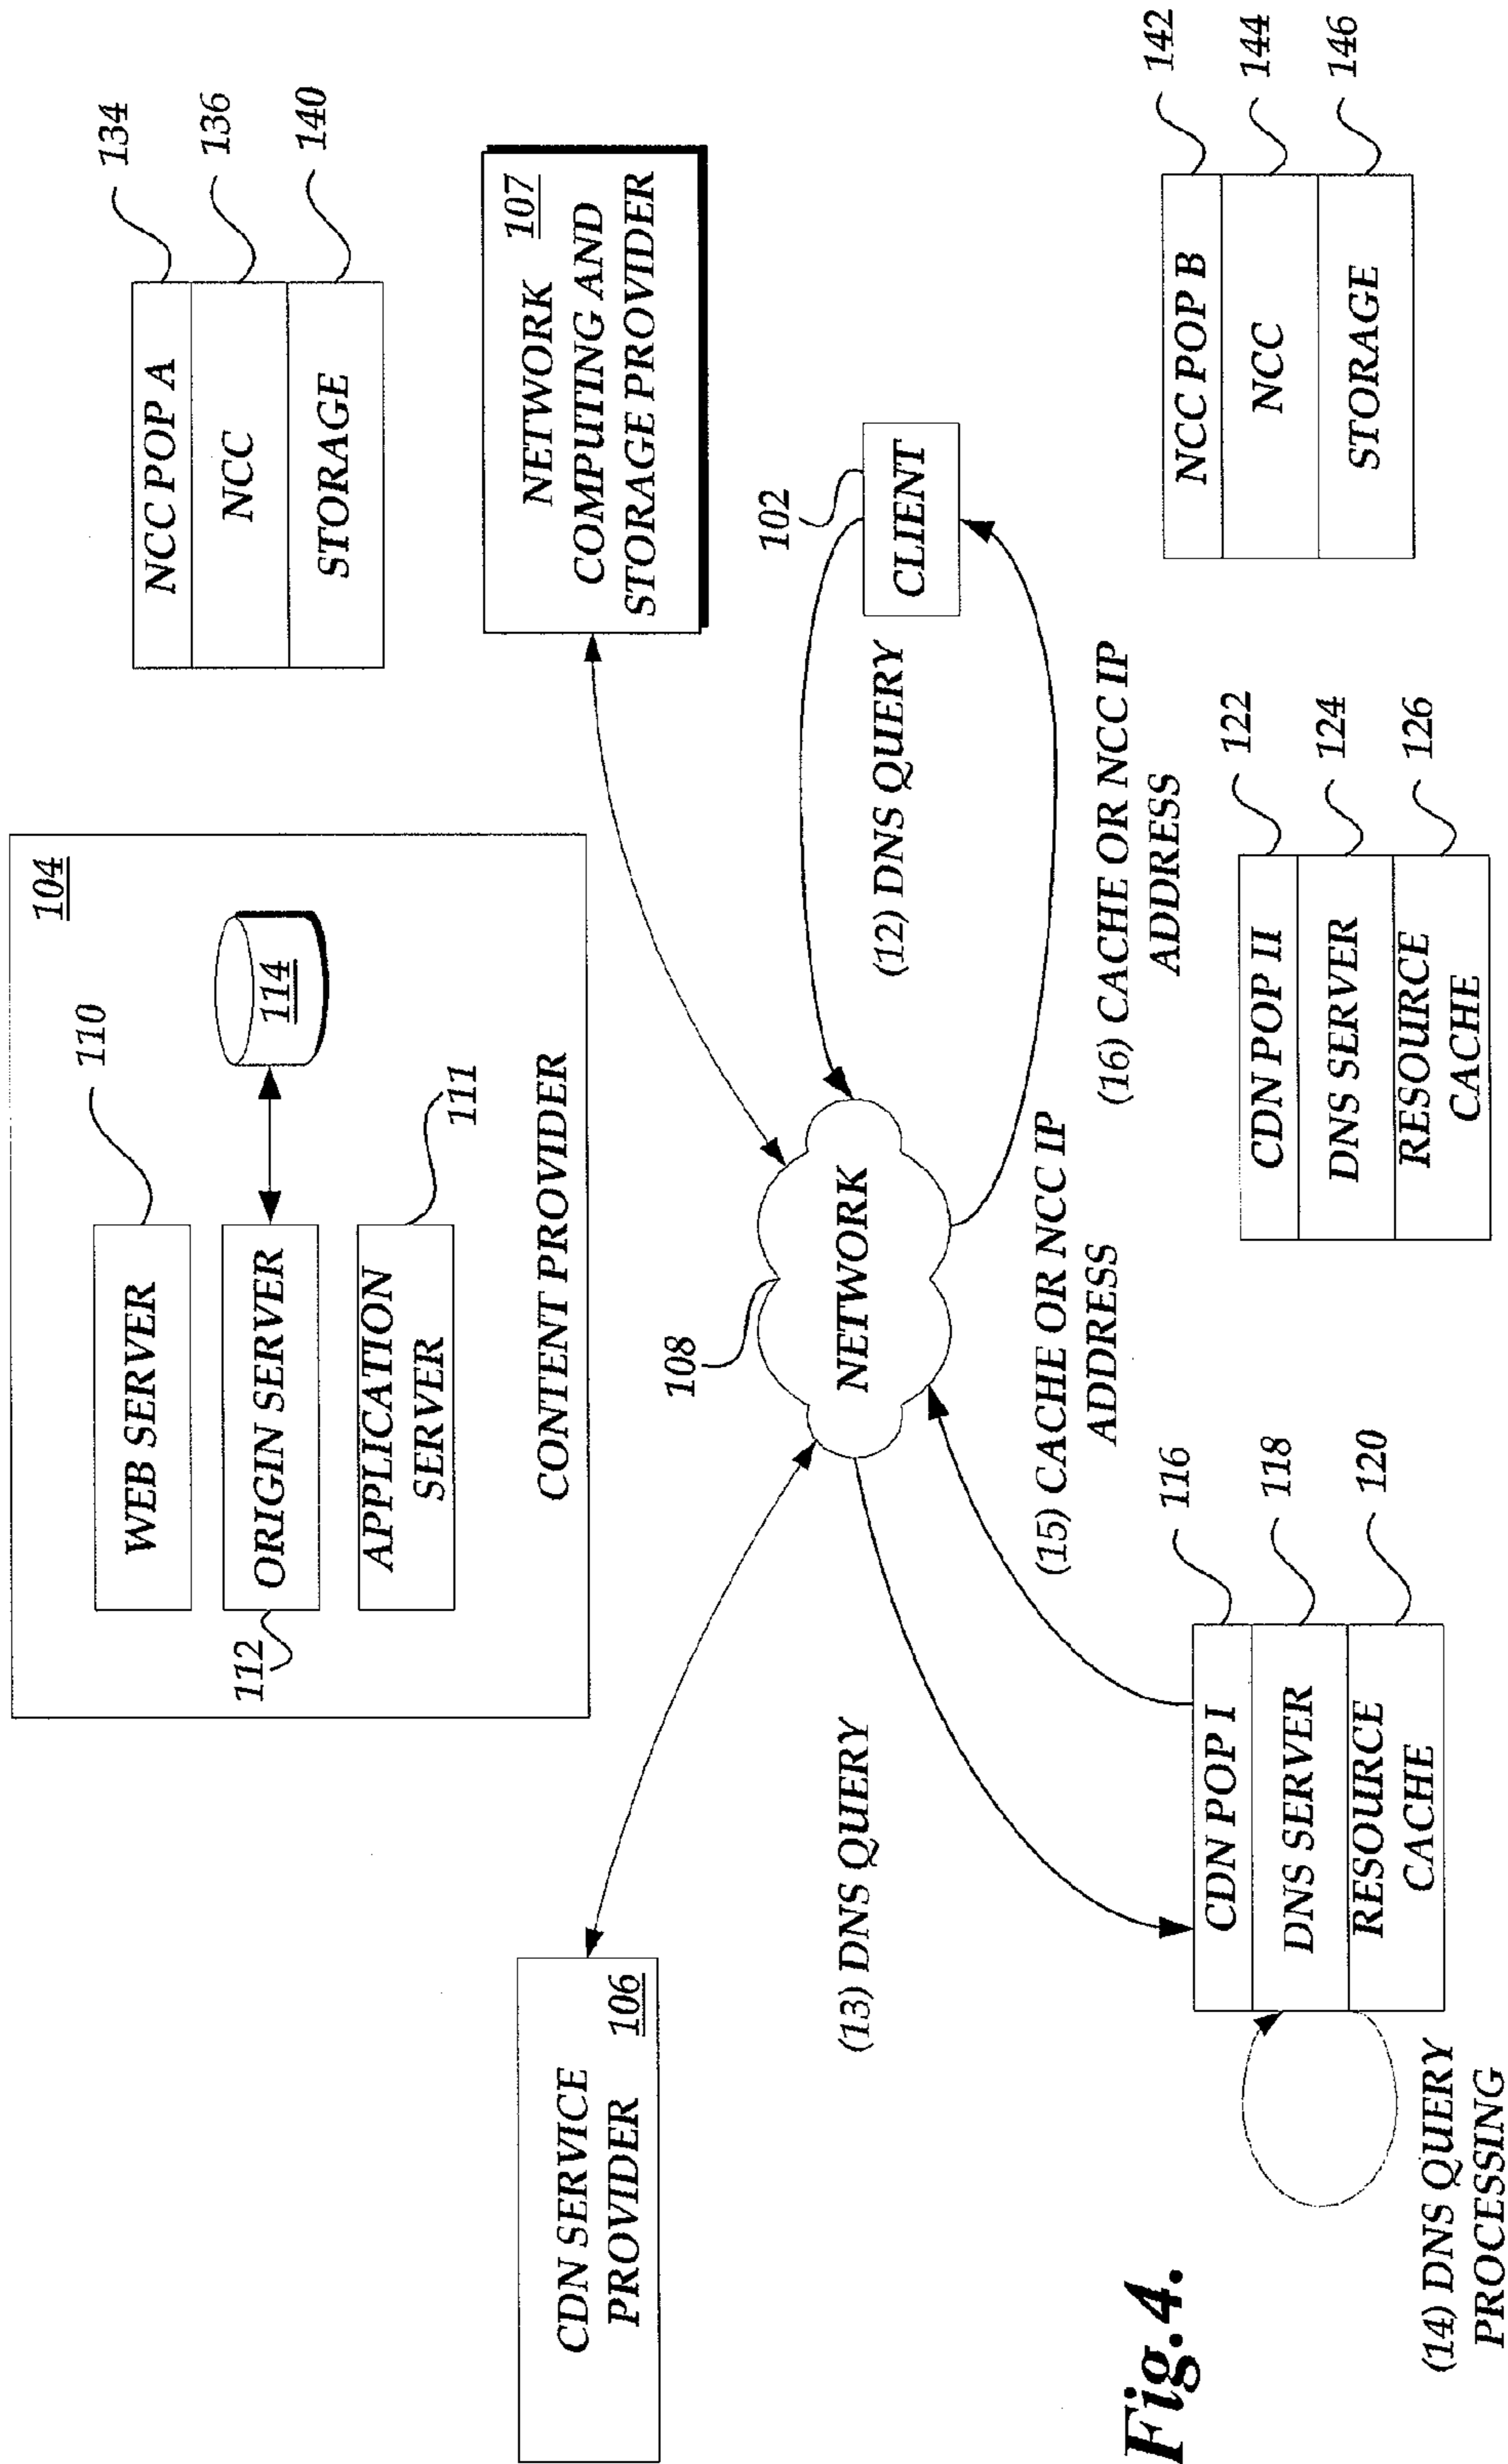 104
WEB SERVER
110
ORIGIN SERVER
112
114
APPLICATION
SERVER
111
CONTENT PROVIDER
NCC POP A
134
NCC
136
STORAGE
140
CDN SERVICE
PROVIDER
106
NETWORK
107
COMPUTING AND
STORAGE PROVIDER
108
NETWORK
102
CLIENT
(12) DNS QUERY
(13) DNS QUERY
(15) CACHE OR NCC IP
ADDRESS
(16) CACHE OR NCC IP
ADDRESS
CDN POP I
116
DNS SERVER
118
RESOURCE
CACHE
120
(14) DNS QUERY
PROCESSING
CDN POP II
122
DNS SERVER
124
RESOURCE
CACHE
126
NCC POP B
142
NCC
144
STORAGE
146
Fig.4.